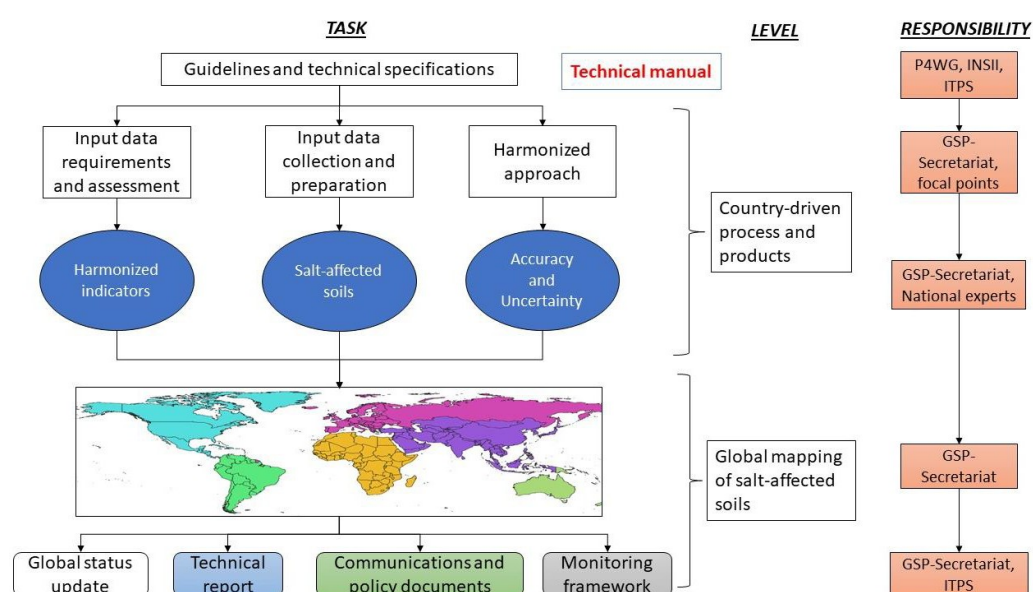 TASK
LEVEL
RESPONSIBILITY
Guidelines and technical specifications
Technical manual
P4WG, INSII,
ITPS
Input data
requirements
and assessment
Input data
collection and
preparation
Harmonized
approach
GSP-
Secretariat,
focal points
Country-driven
process and
products
Harmonized
indicators
Salt-affected
soils
Accuracy
and
Uncertainty
GSP-Secretariat,
National experts
Global mapping
of salt-affected
soils
GSP-
Secretariat
Global status
update
Technical
report
Communications and
policy documents
Monitoring
framework
GSP-Secretariat,
ITPS